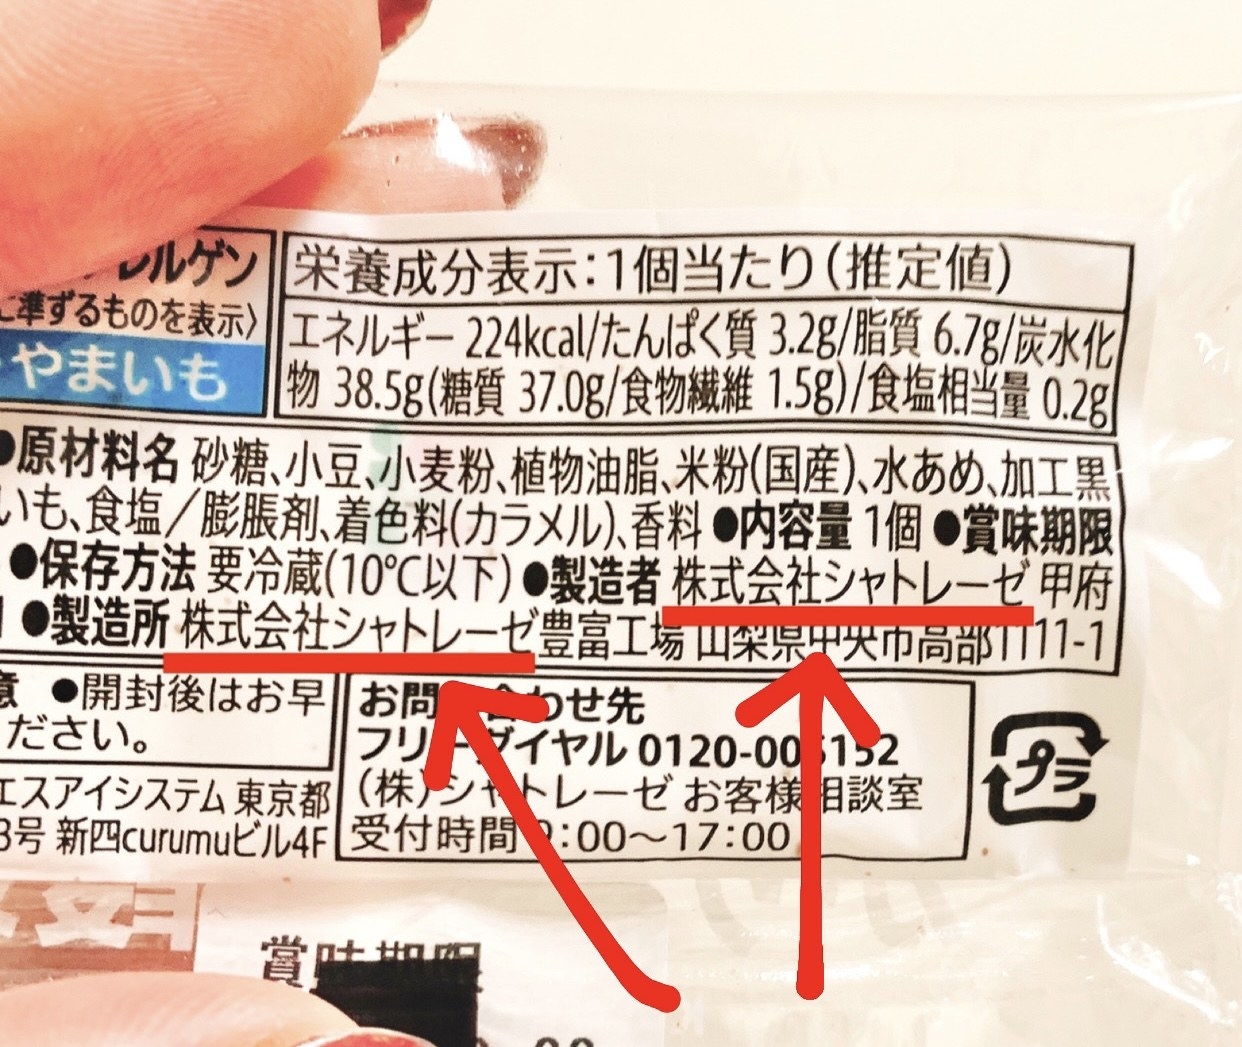 レルゲン
に準ずるものを表示〉
やまいも
栄養成分表示：1個当たり（推定値）
エネルギー 224kcal/たんぱく質 3.2g/脂質 6.7g/炭水化
物 38.5g(糖質 37.0g/食物繊維 1.5g)/食塩相当量 0.2g
●原材料名 砂糖、小豆、小麦粉、植物油脂、米粉(国産)、水あめ、加工黒
いも、食塩／膨脹剤、着色料(カラメル)、香料 ●内容量 1個 ●賞味期限
●保存方法 要冷蔵(10℃以下) ●製造者 株式会社シャトレーゼ 甲府
●製造所 株式会社シャトレーゼ豊富工場 山梨県中央市高部1111-1
意 ●開封後はお早
ださい。
エスアイシステム 東京都
3号 新四curumuビル4F
お問 合わせ先
フリーダイヤル 0120-00 5152
(株)シャトレーゼ お客様相談室
受付時間 9：00〜17：00
プラ
賞味期限